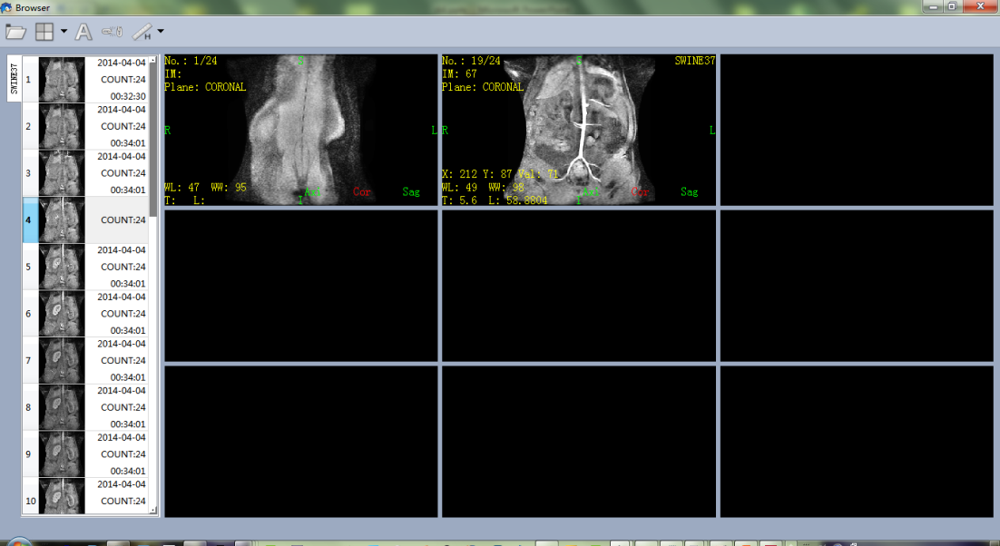 Browser
A
H
SWINE37
1
2014-04-04
COUNT:24
00:32:30
2
2014-04-04
COUNT:24
00:34:01
3
2014-04-04
COUNT:24
00:34:01
4
COUNT:24
5
2014-04-04
COUNT:24
00:34:01
6
2014-04-04
COUNT:24
00:34:01
7
2014-04-04
COUNT:24
00:34:01
8
2014-04-04
COUNT:24
00:34:01
9
2014-04-04
COUNT:24
00:34:01
10
2014-04-04
COUNT:24
No.: 1/24
IM:
Plane: CORONAL
R
L
WL: 47 WW: 95
T: L:
Axi Cor Sag
I
No.: 19/24
SWINE37
IM: 67
Plane: CORONAL
R
L
X: 212 Y: 87 Val: 71
WL: 49 WW: 98
T: 5.6 L: 58.8804
Axi Cor Sag
I